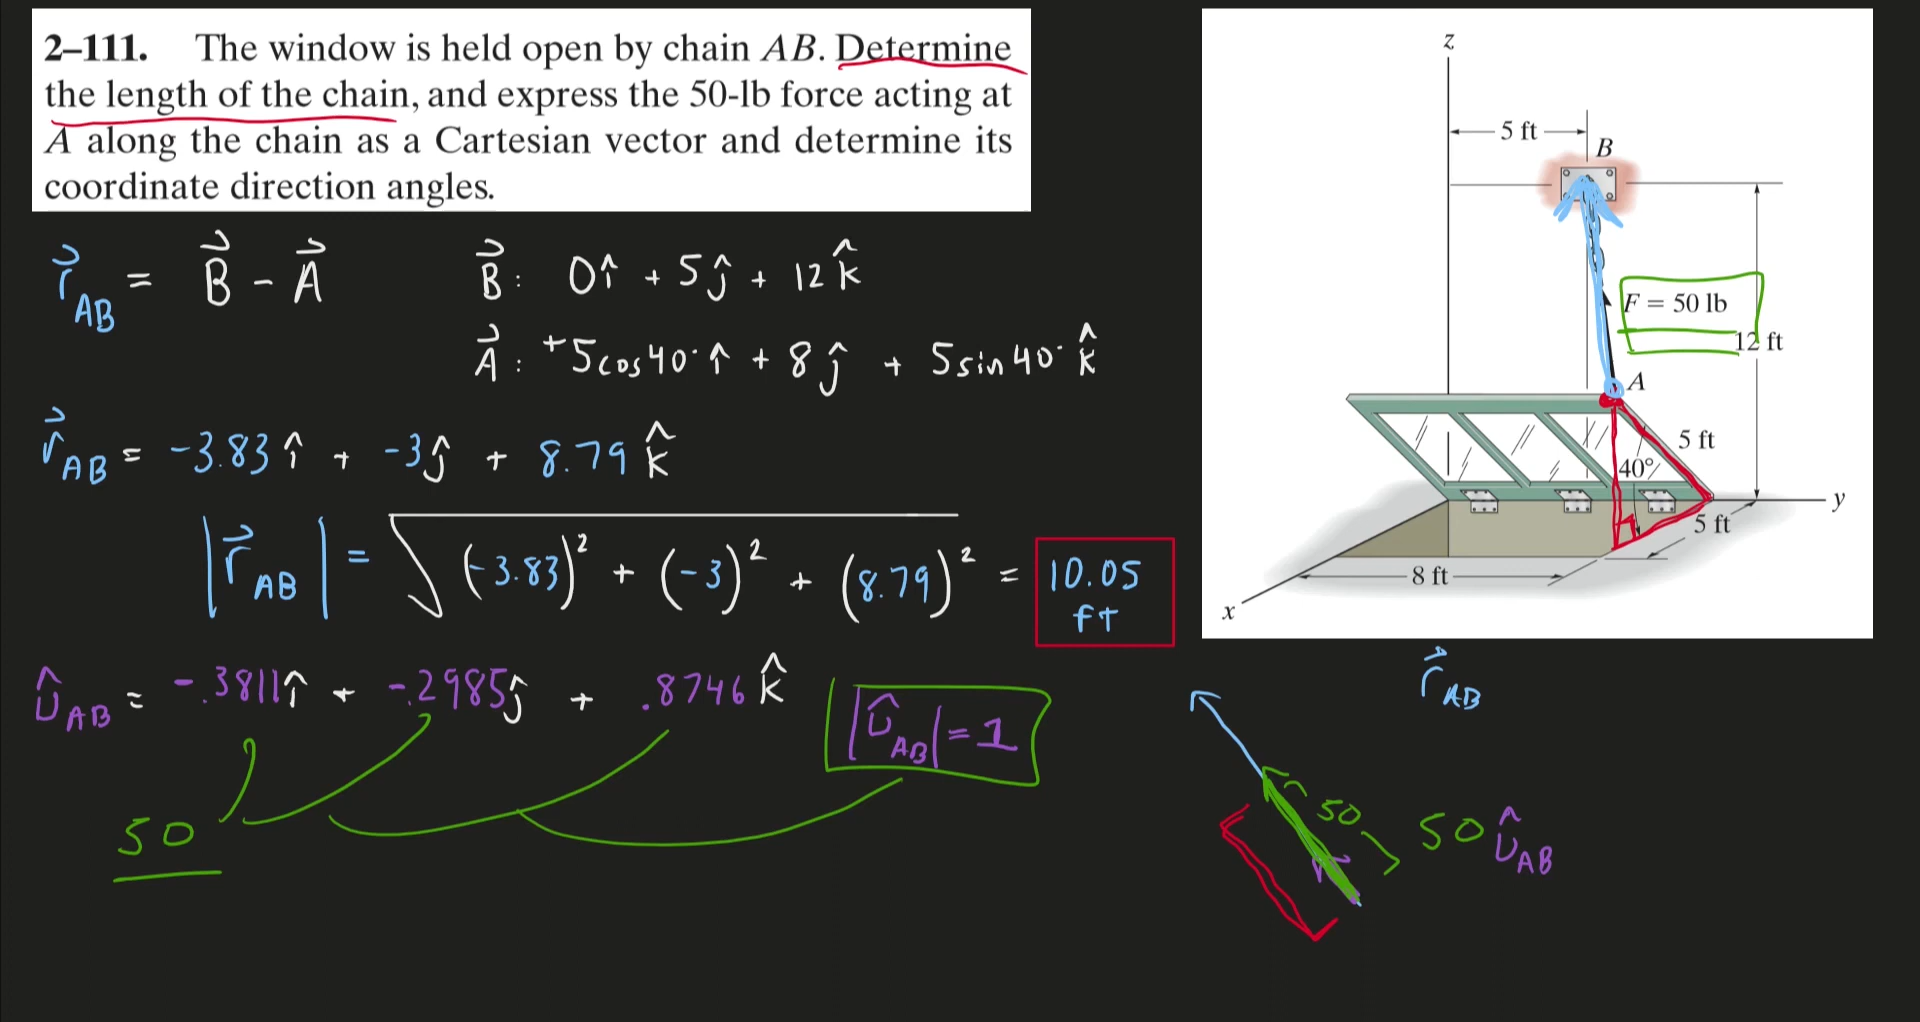 2–111. The window is held open by chain AB. Determine
the length of the chain, and express the 50-lb force acting at
A along the chain as a Cartesian vector and determine its
coordinate direction angles.
r⃗AB = B⃗ - A⃗
B⃗: 0î + 5ĵ + 12k̂
A⃗: +5cos40°î + 8ĵ + 5sin40°k̂
r⃗AB = -3.83î + -3ĵ + 8.79k̂
|r⃗AB| = √((-3.83)² + (-3)² + (8.79)²) = 10.05
ft
ÛAB = -.3811î + -.2985ĵ + .8746k̂
|ÛAB| = 1
50
z
5 ft
B
F = 50 lb
12 ft
A
5 ft
40°
y
5 ft
8 ft
x
r⃗AB
50
50ÛAB